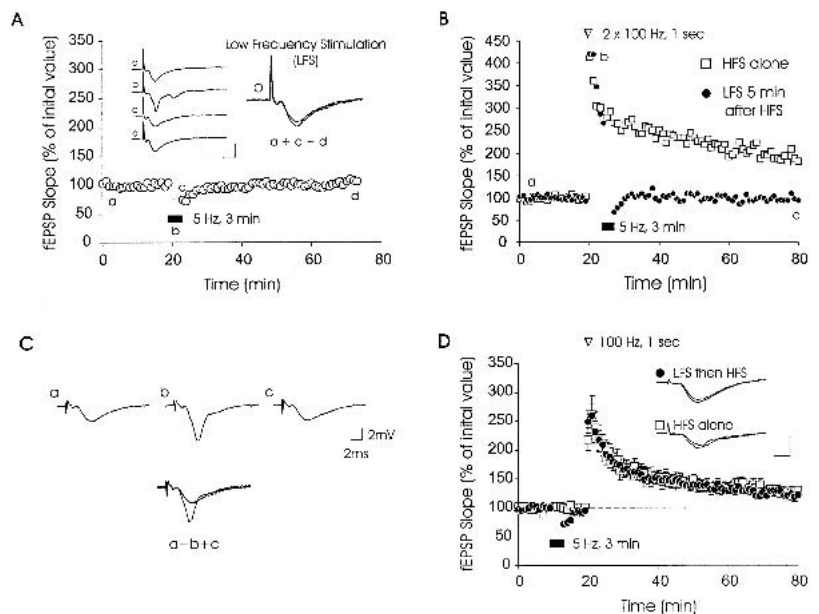 A
Low Frequency Stimulation
(LFS)
fEPSP Slope (% of inital value)
350
300
250
200
150
100
50
0
b
a + c - d
a
c
d
5 Hz, 3 min
b
0
20
40
60
80
Time (min)
B
2 x 100 Hz, 1 sec
fEPSP Slope (% of inital value)
450
400
350
300
250
200
150
100
50
0
b
HFS alone
LFS 5 min
after HFS
a
c
5 Hz, 3 min
0
20
40
60
80
Time (min)
C
a
b
c
2mV
2ms
a-b+c
D
100 Hz, 1 sec
fEPSP Slope (% of inital value)
350
300
250
200
150
100
50
0
LFS then HFS
HFS alone
5 Hz, 3 min
0
20
40
60
80
Time (min)